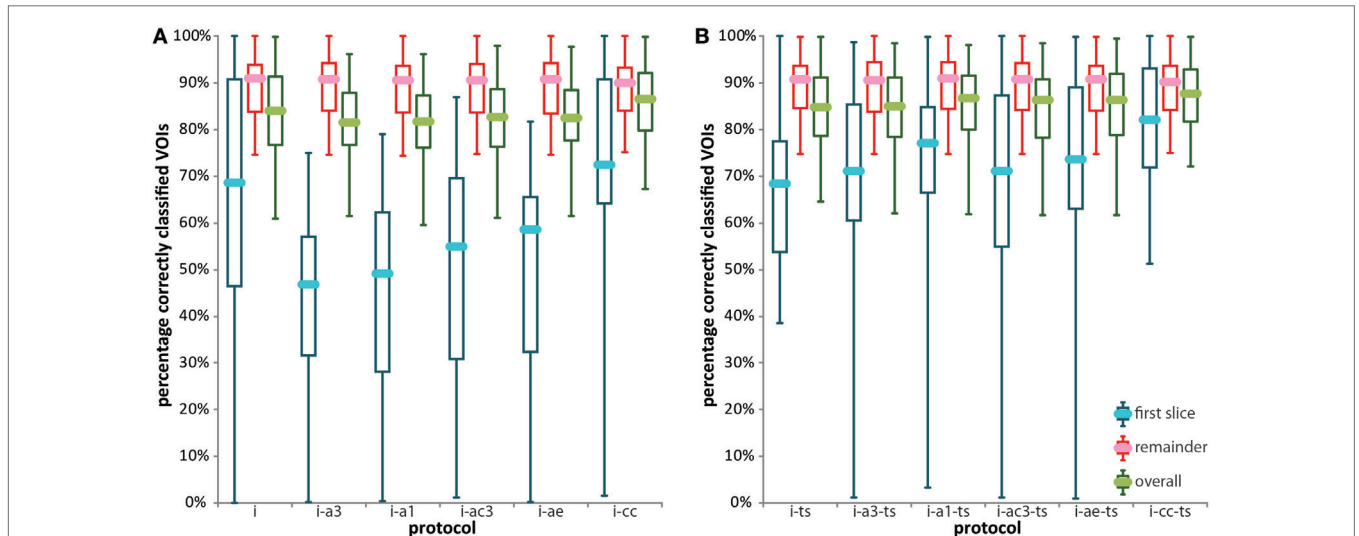 A
percentage correctly classified VOIs
100%
90%
80%
70%
60%
50%
40%
30%
20%
10%
0%
i i-a3 i-a1 i-ac3 i-ae i-cc
protocol
B
percentage correctly classified VOIs
100%
90%
80%
70%
60%
50%
40%
30%
20%
10%
0%
i-ts i-a3-ts i-a1-ts i-ac3-ts i-ae-ts i-cc-ts
protocol
first slice
remainder
overall